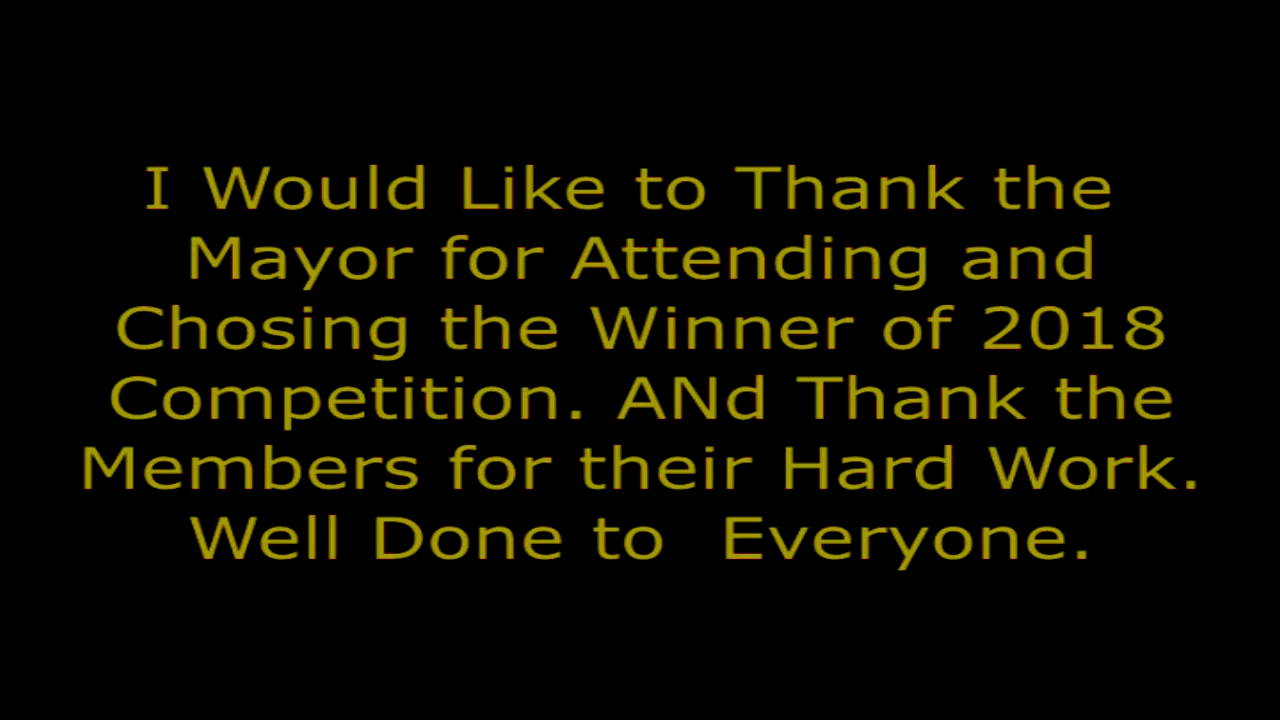 I Would Like to Thank the
Mayor for Attending and
Chosing the Winner of 2018
Competition. ANd Thank the
Members for their Hard Work.
Well Done to  Everyone.